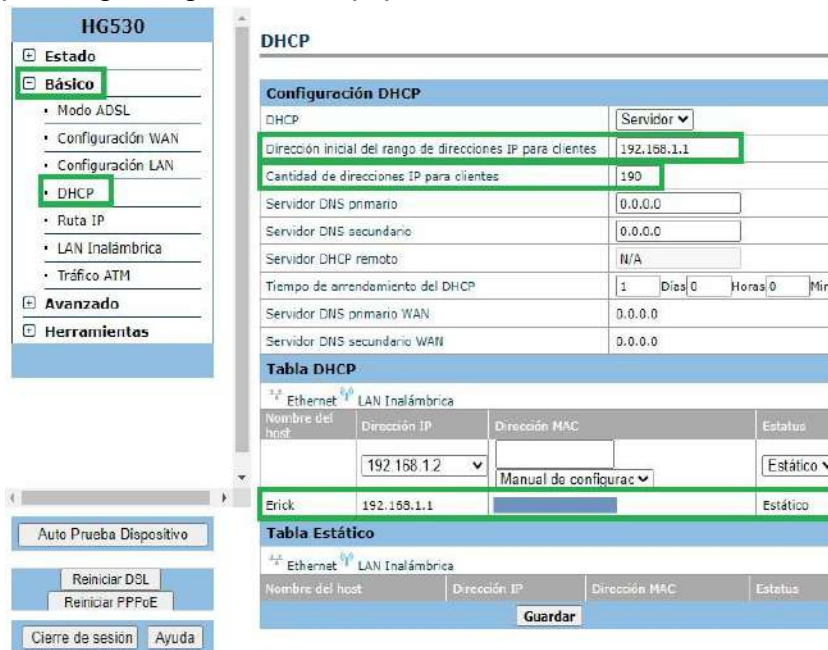 HG530
Estado
Básico
Modo ADSL
Configuración WAN
Configuración LAN
DHCP
Ruta IP
LAN Inalámbrica
Tráfico ATM
Avanzado
Herramientas
Auto Prueba Dispositivo
Reiniciar DSL
Reiniciar PPPoE
Cierre de sesión Ayuda
DHCP
Configuración DHCP
DHCP Servidor
Dirección inicial del rango de direcciones IP para clientes 192.168.1.1
Cantidad de direcciones IP para clientes 190
Servidor DNS primario 0.0.0.0
Servidor DNS secundario 0.0.0.0
Servidor DHCP remoto N/A
Tiempo de arrendamiento del DHCP 1 Días 0 Horas 0 Min
Servidor DNS primario WAN 0.0.0.0
Servidor DNS secundario WAN 0.0.0.0
Tabla DHCP
Ethernet LAN Inalámbrica
Nombre del host Dirección IP Dirección MAC Estatus
192.168.1.2 Manual de configurac Estático
Erick 192.168.1.1 Estático
Tabla Estático
Ethernet LAN Inalámbrica
Nombre del host Dirección IP Dirección MAC Estatus
Guardar